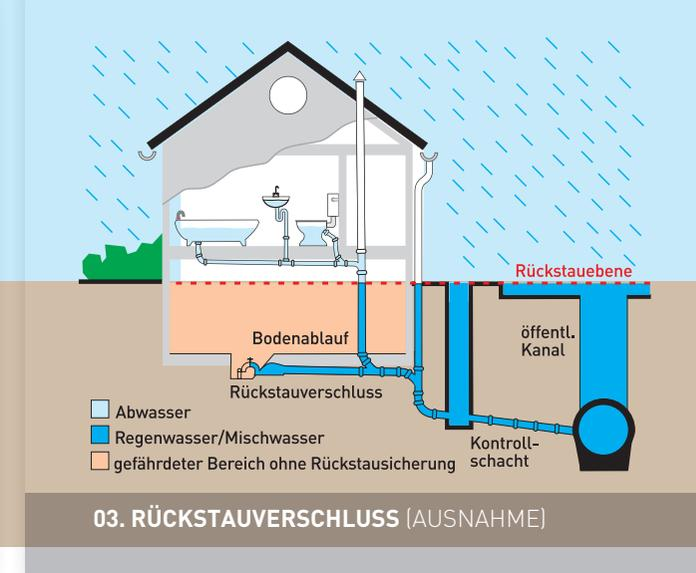 Rückstauebene
öffentl.
Kanal
Bodenablauf
Rückstauverschluss
Abwasser
Regenwasser/Mischwasser
gefährdeter Bereich ohne Rückstausicherung
Kontroll-
schacht
03. RÜCKSTAUVERSCHLUSS (AUSNAHME)